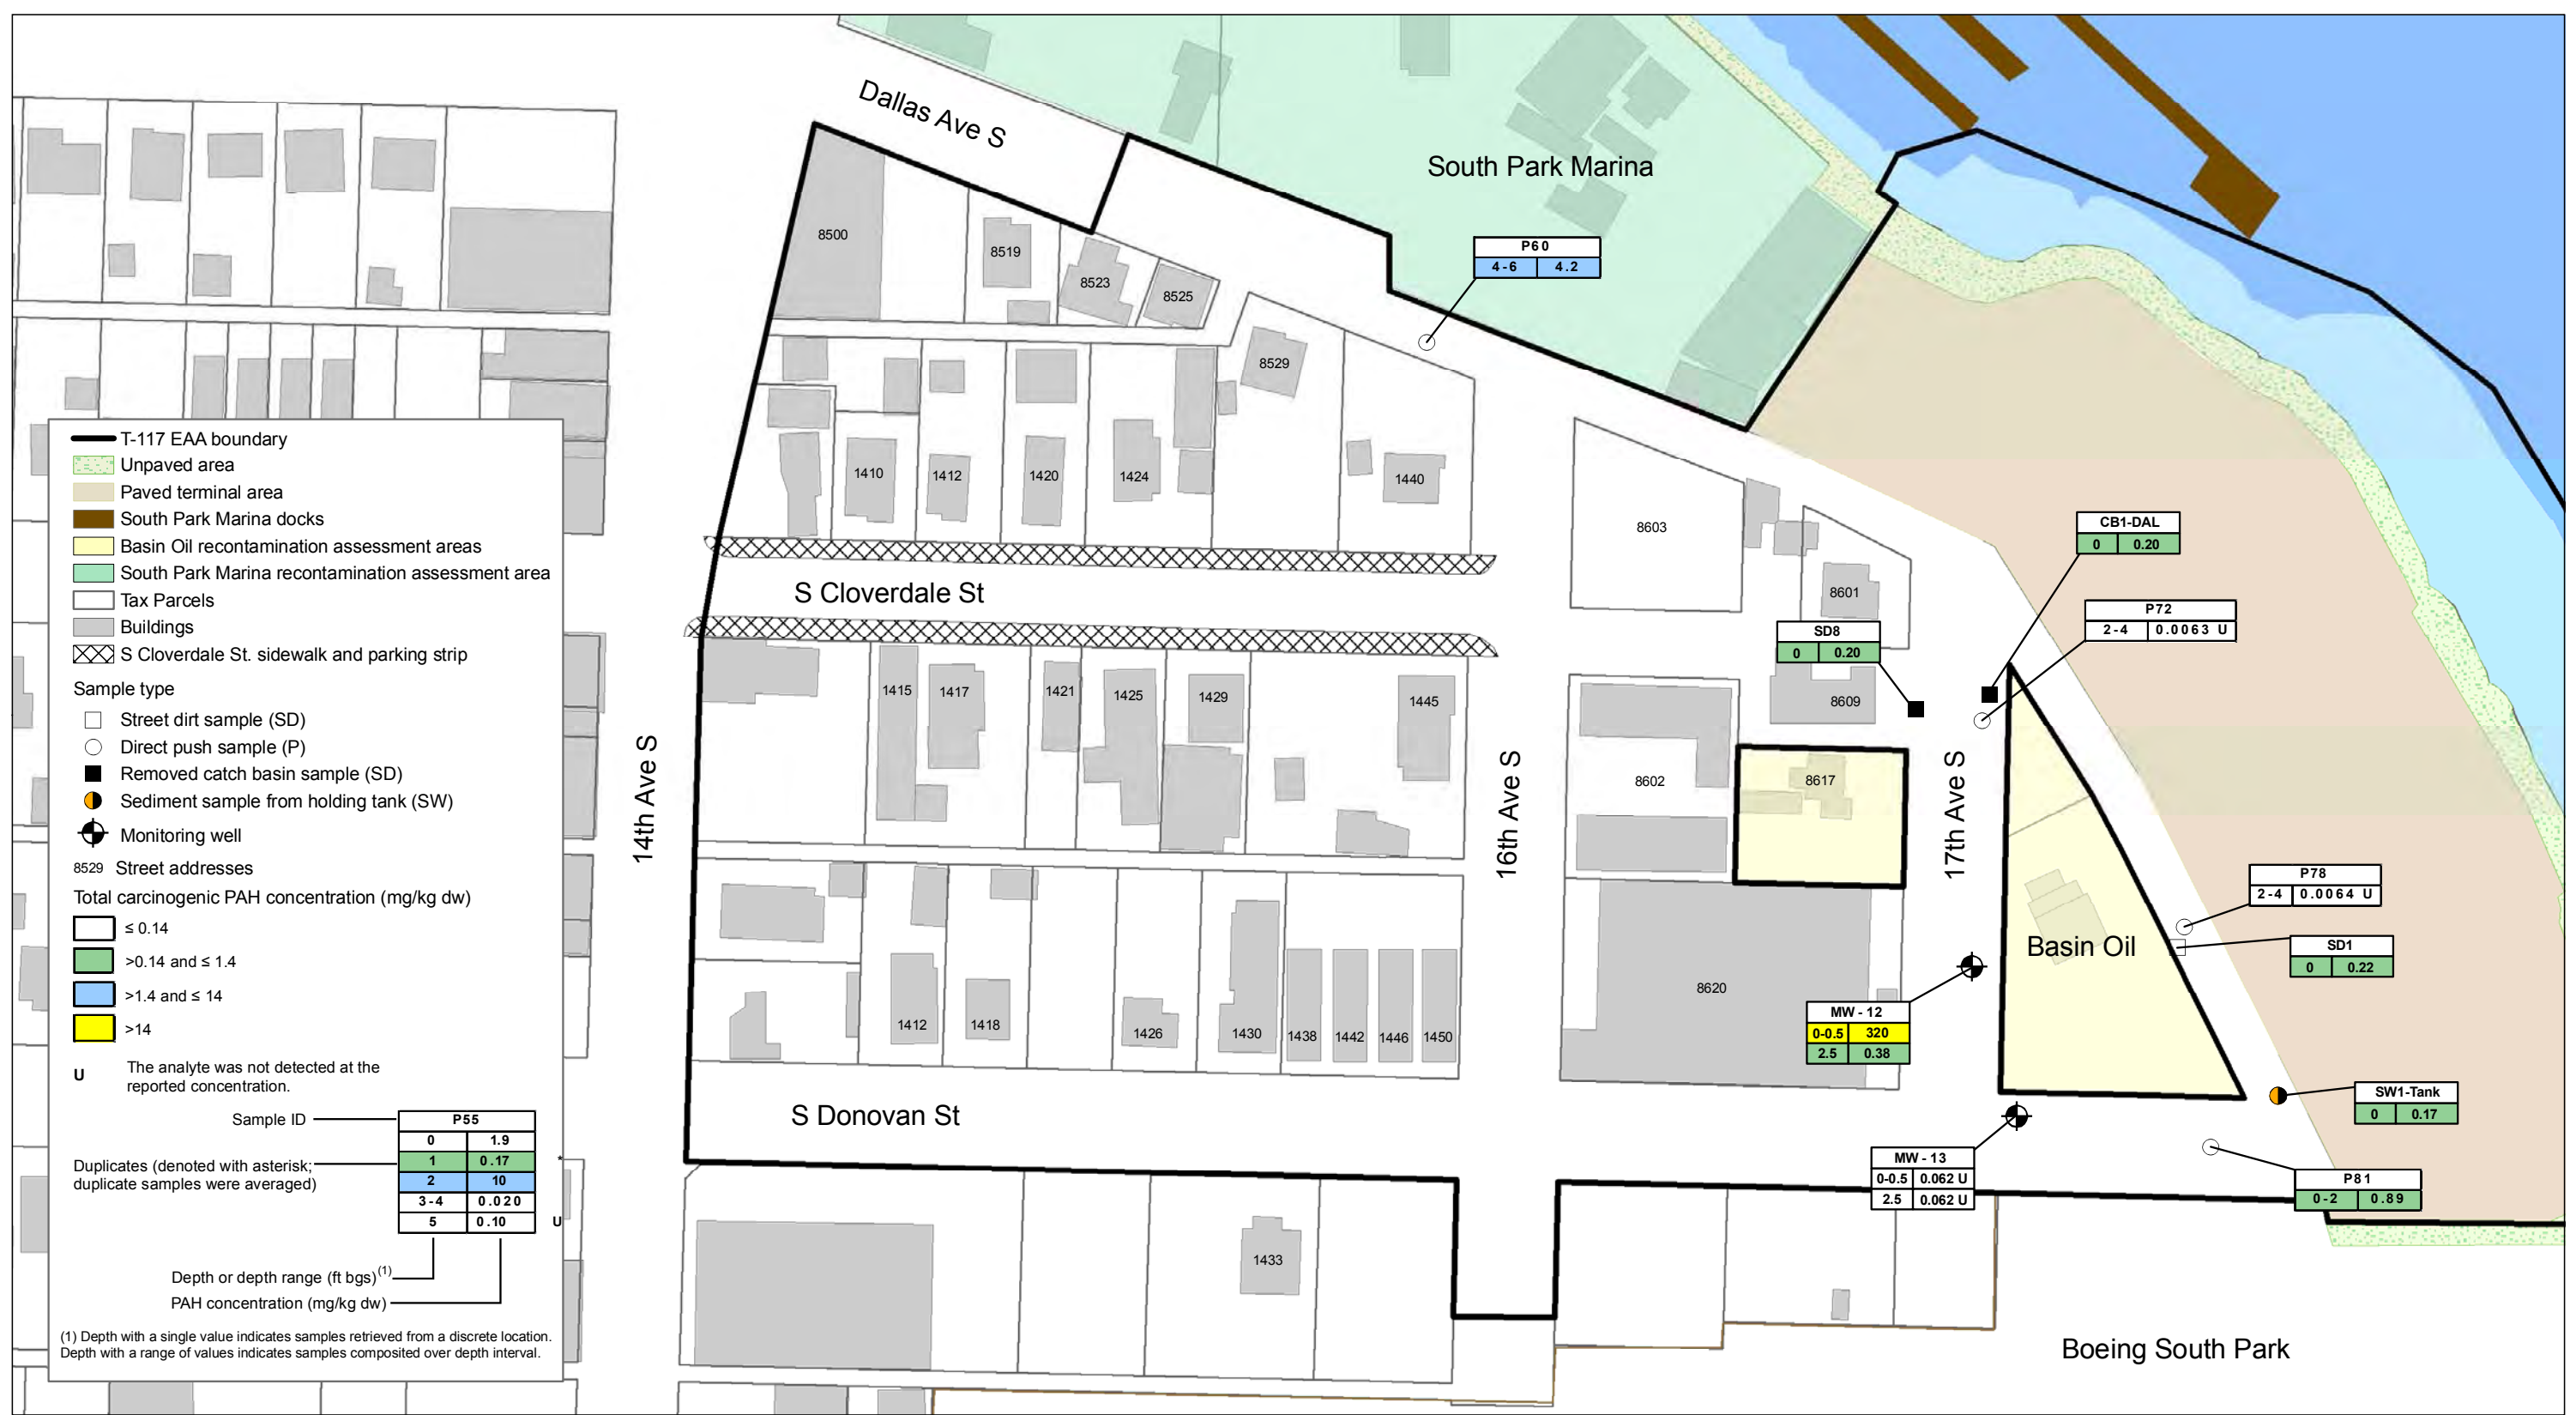 Dallas Ave S
South Park Marina
8500
8519
8523
8525
P60
4-6 4.2
8529
1410
1412
1420
1424
1440
8603
8601
CB1-DAL
0 0.20
P72
2-4 0.0063 U
SD8
0 0.20
S Cloverdale St
1415
1417
1421
1425
1429
1445
8609
8602
8617
14th Ave S
16th Ave S
17th Ave S
P78
2-4 0.0064 U
SD1
0 0.22
Basin Oil
8620
MW - 12
0-0.5 320
2.5 0.38
1412
1418
1426
1430
1438
1442
1446
1450
SW1-Tank
0 0.17
S Donovan St
MW - 13
0-0.5 0.062 U
2.5 0.062 U
P81
0-2 0.89
1433
Boeing South Park
T-117 EAA boundary
Unpaved area
Paved terminal area
South Park Marina docks
Basin Oil recontamination assessment areas
South Park Marina recontamination assessment area
Tax Parcels
Buildings
S Cloverdale St. sidewalk and parking strip
Sample type
Street dirt sample (SD)
Direct push sample (P)
Removed catch basin sample (SD)
Sediment sample from holding tank (SW)
Monitoring well
8529 Street addresses
Total carcinogenic PAH concentration (mg/kg dw)
≤ 0.14
>0.14 and ≤ 1.4
>1.4 and ≤ 14
>14
U The analyte was not detected at the
reported concentration.
Sample ID
P55
0 1.9
Duplicates (denoted with asterisk;
duplicate samples were averaged)
1 0.17 *
2 10
3-4 0.020
5 0.10 U
Depth or depth range (ft bgs)(1)
PAH concentration (mg/kg dw)
(1) Depth with a single value indicates samples retrieved from a discrete location.
Depth with a range of values indicates samples composited over depth interval.